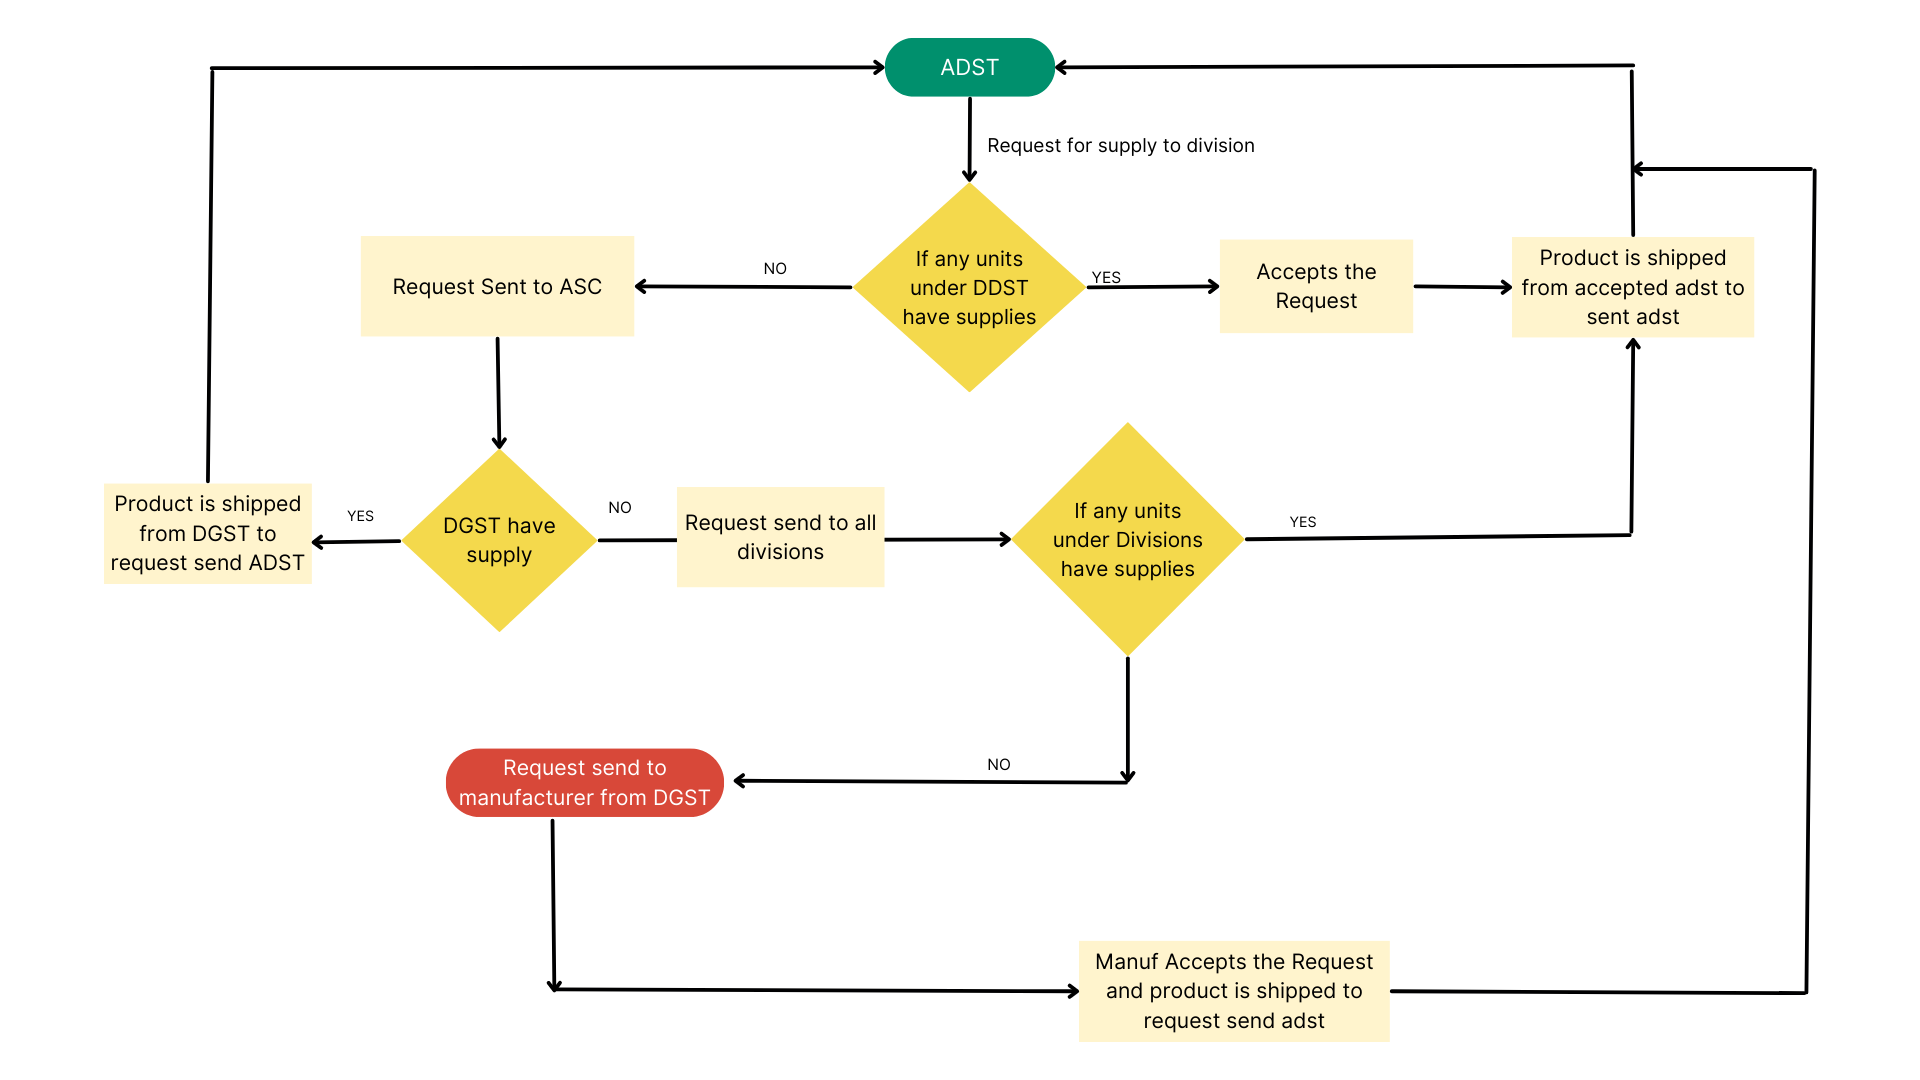 ADST
Request for supply to division
If any units
under DDST
have supplies
NO
YES
Request Sent to ASC
Accepts the
Request
Product is shipped
from accepted adst to
sent adst
Product is shipped
from DGST to
request send ADST
YES
DGST have
supply
NO
Request send to all
divisions
If any units
under Divisions
have supplies
YES
NO
Request send to
manufacturer from DGST
Manuf Accepts the Request
and product is shipped to
request send adst